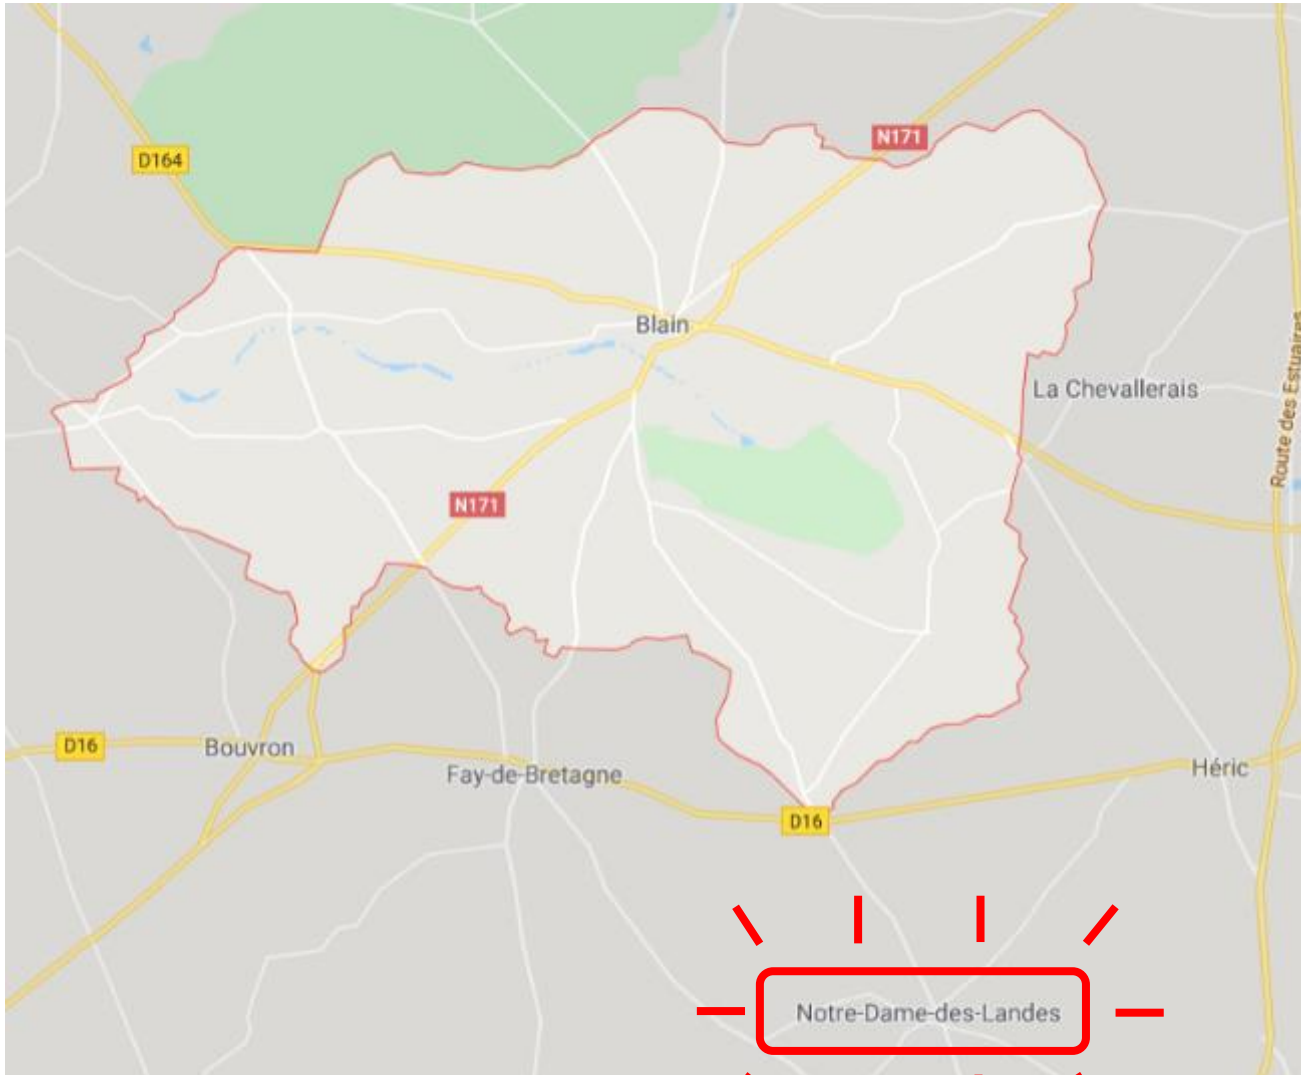 N171
D164
Blain
La Chevallerais
Route des Estuaires
N171
D16
Bouvron
Fay-de-Bretagne
Héric
D16
Notre-Dame-des-Landes